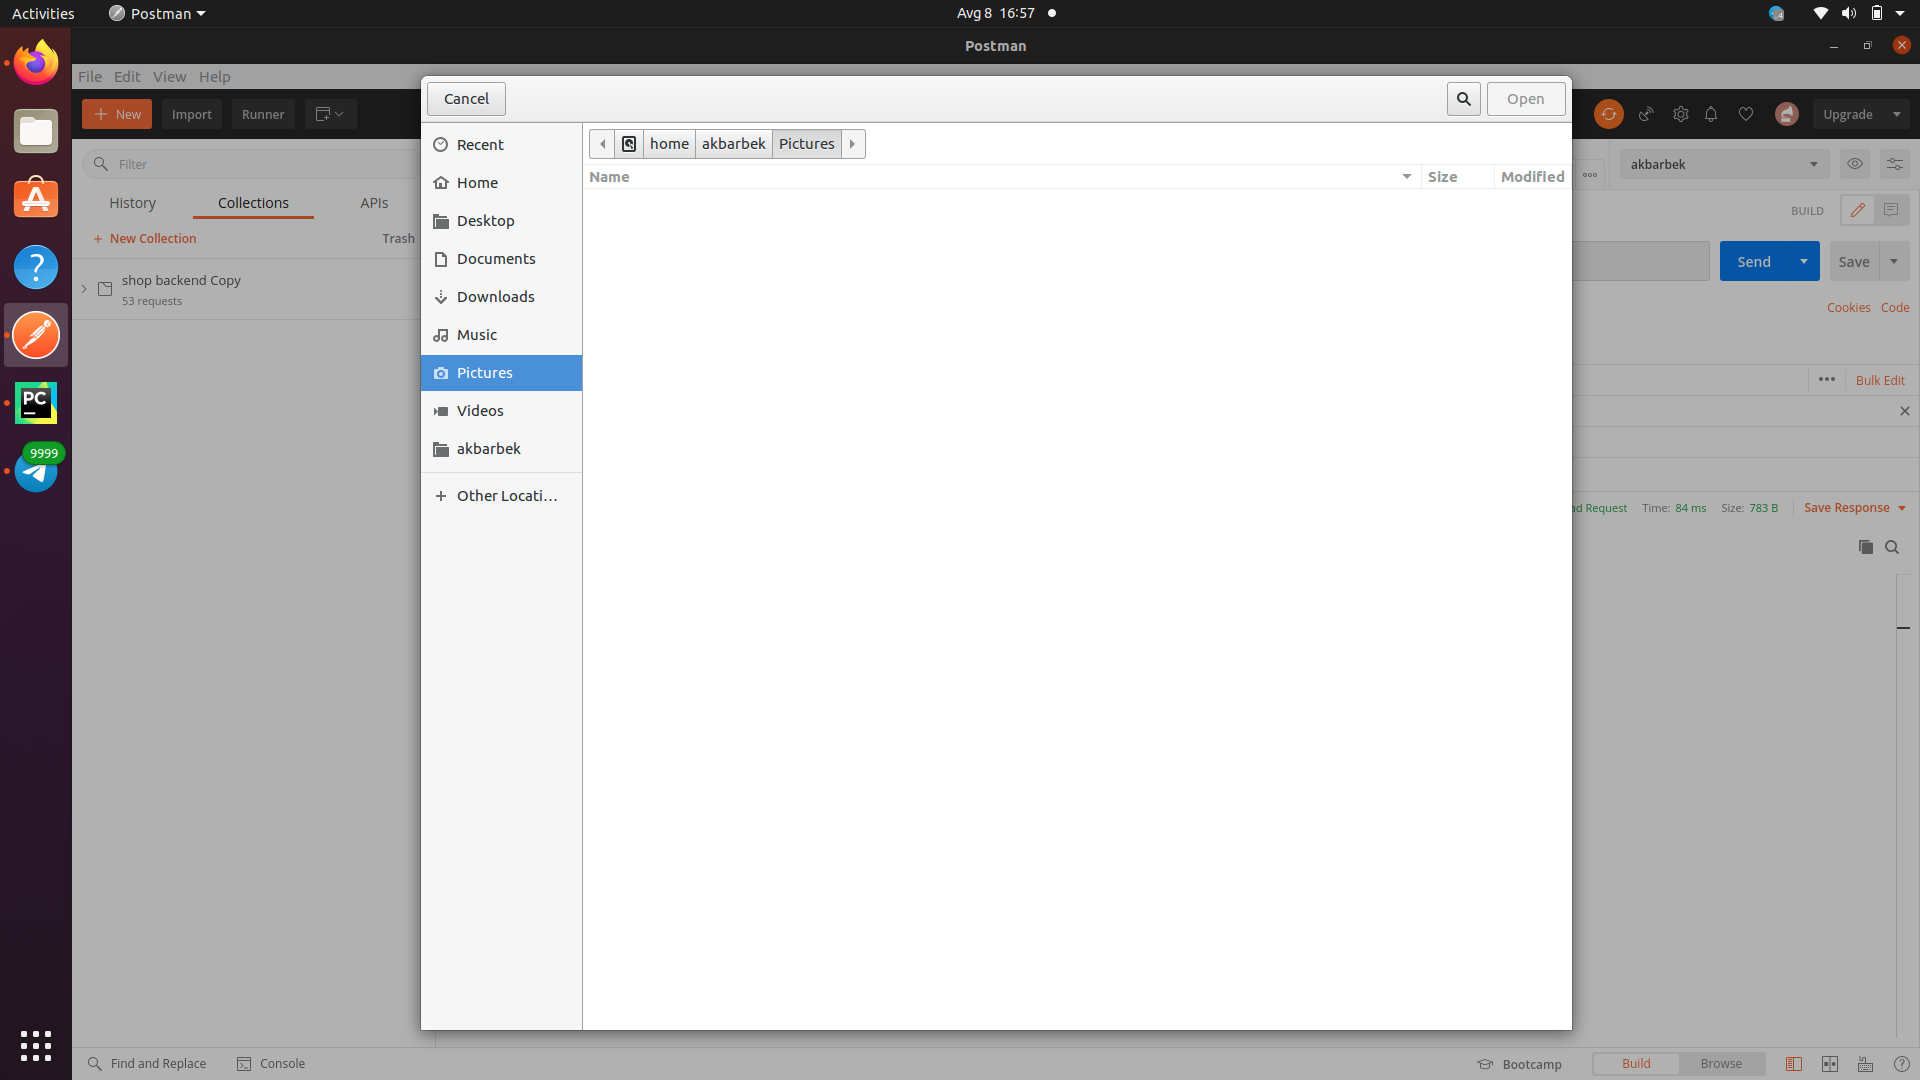 Activities
Postman
Avg 8 16:57
Postman
File Edit View Help
New
Import
Runner
Upgrade
Filter
History
Collections
APIs
New Collection
Trash
shop backend Copy
53 requests
Cancel
Open
Recent
Home
Desktop
Documents
Downloads
Music
Pictures
Videos
akbarbek
Other Locati...
home
akbarbek
Pictures
Name
Size
Modified
akbarbek
BUILD
Send
Save
Cookies Code
Bulk Edit
PC
9999
ad Request Time: 84 ms Size: 783 B Save Response
Find and Replace
Console
Bootcamp
Build
Browse